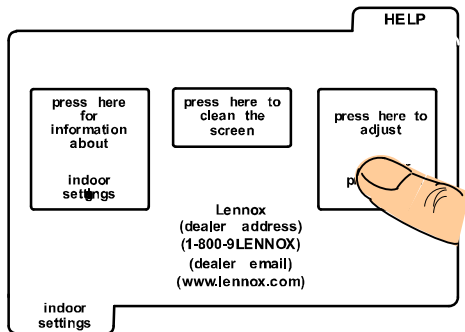 HELP
press here
for
information
about
indoor
settings
press here to
clean the
screen
press here to
adjust
Lennox
(dealer address)
(1-800-9LENNOX)
(dealer email)
(www.lennox.com)
indoor
settings